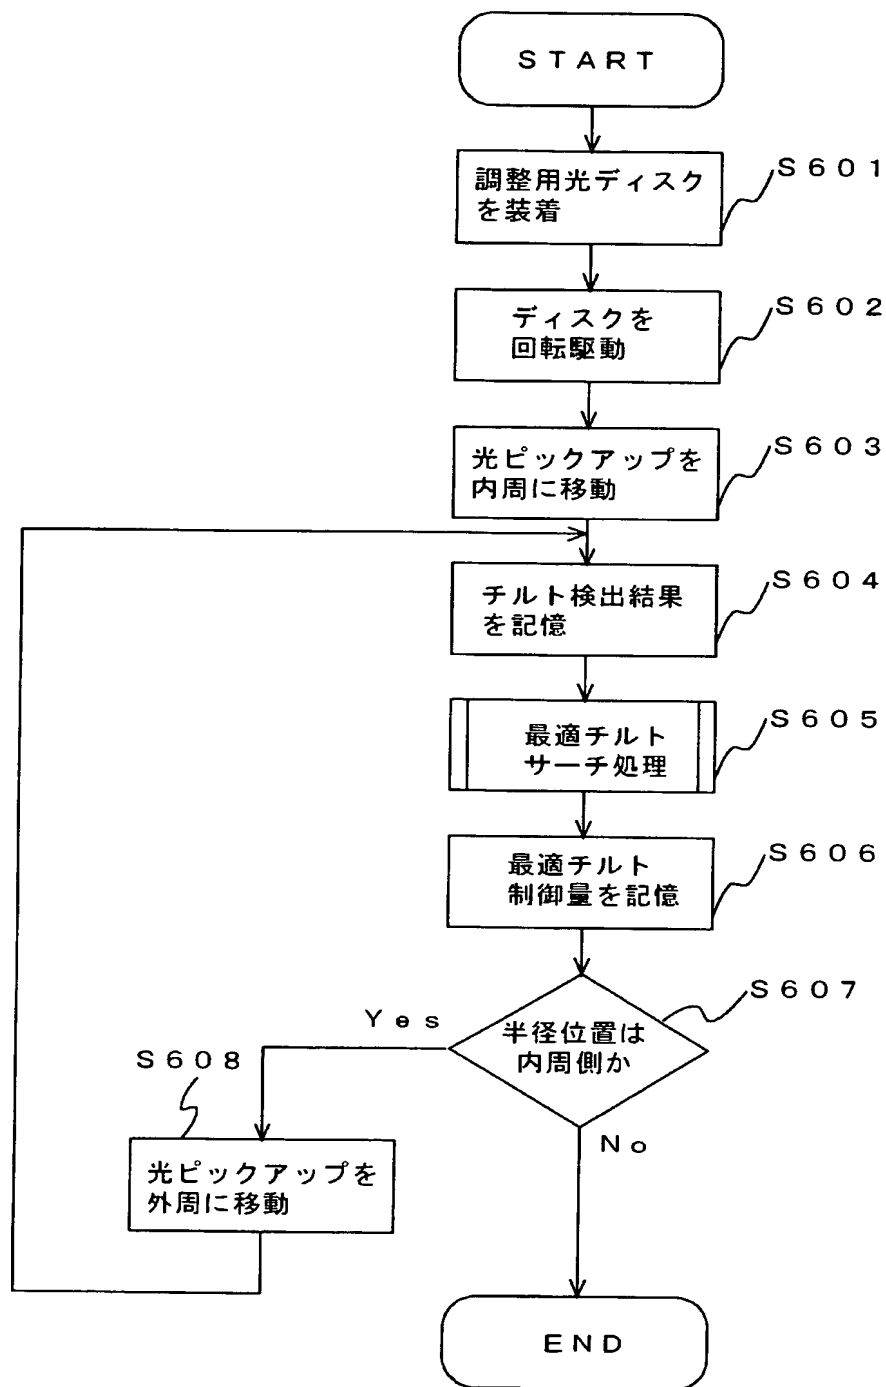 ＳＴＡＲＴ
調整用光ディスク
を装着
Ｓ６０１
ディスクを
回転駆動
Ｓ６０２
光ピックアップを
内周に移動
Ｓ６０３
チルト検出結果
を記憶
Ｓ６０４
最適チルト
サーチ処理
Ｓ６０５
最適チルト
制御量を記憶
Ｓ６０６
半径位置は
内周側か
Ｓ６０７
Ｙｅｓ
Ｓ６０８
光ピックアップを
外周に移動
Ｎｏ
ＥＮＤ